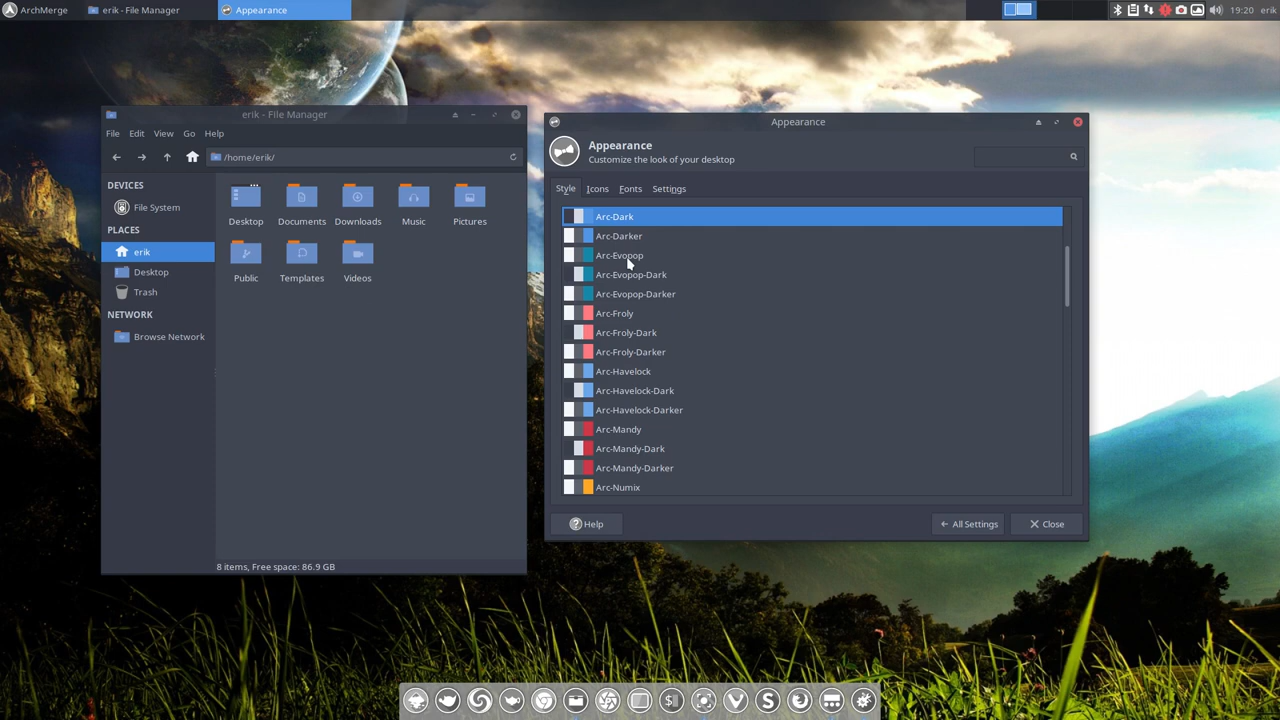 ArchMerge
erik - File Manager
Appearance
19:20
erik
erik - File Manager
File Edit View Go Help
/home/erik/
DEVICES
File System
PLACES
erik
Desktop
Trash
NETWORK
Browse Network
Desktop Documents Downloads Music Pictures
Public Templates Videos
8 items, Free space: 86.9 GB
Appearance
Appearance
Customize the look of your desktop
Style Icons Fonts Settings
Arc-Dark
Arc-Darker
Arc-Evopop
Arc-Evopop-Dark
Arc-Evopop-Darker
Arc-Froly
Arc-Froly-Dark
Arc-Froly-Darker
Arc-Havelock
Arc-Havelock-Dark
Arc-Havelock-Darker
Arc-Mandy
Arc-Mandy-Dark
Arc-Mandy-Darker
Arc-Numix
Help
All Settings
Close